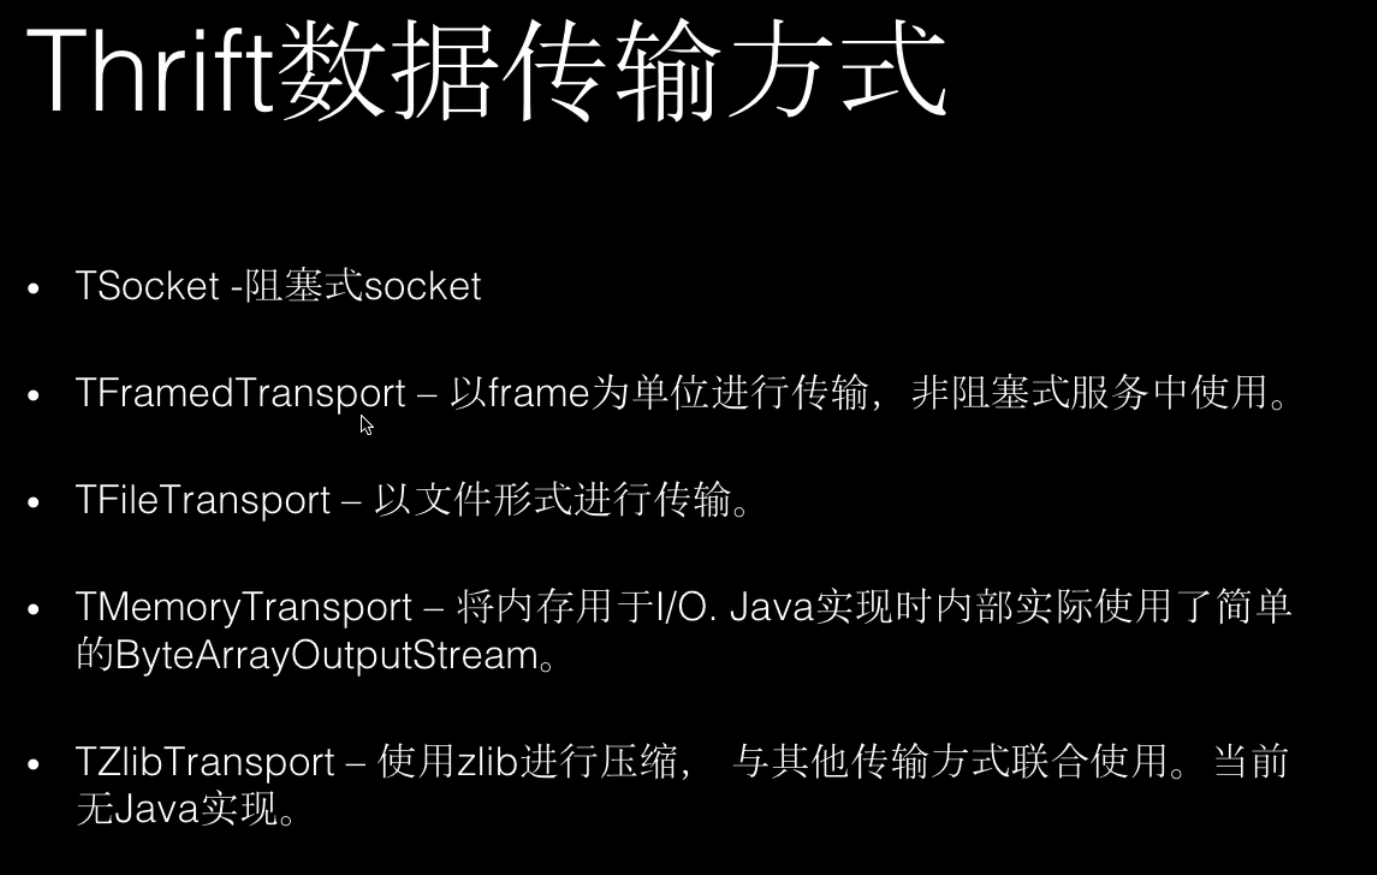 Thrift数据传输方式
• TSocket -阻塞式socket
• TFramedTransport – 以frame为单位进行传输，非阻塞式服务中使用。
• TFileTransport – 以文件形式进行传输。
• TMemoryTransport – 将内存用于I/O. Java实现时内部实际使用了简单
的ByteArrayOutputStream。
• TZlibTransport – 使用zlib进行压缩， 与其他传输方式联合使用。当前
无Java实现。